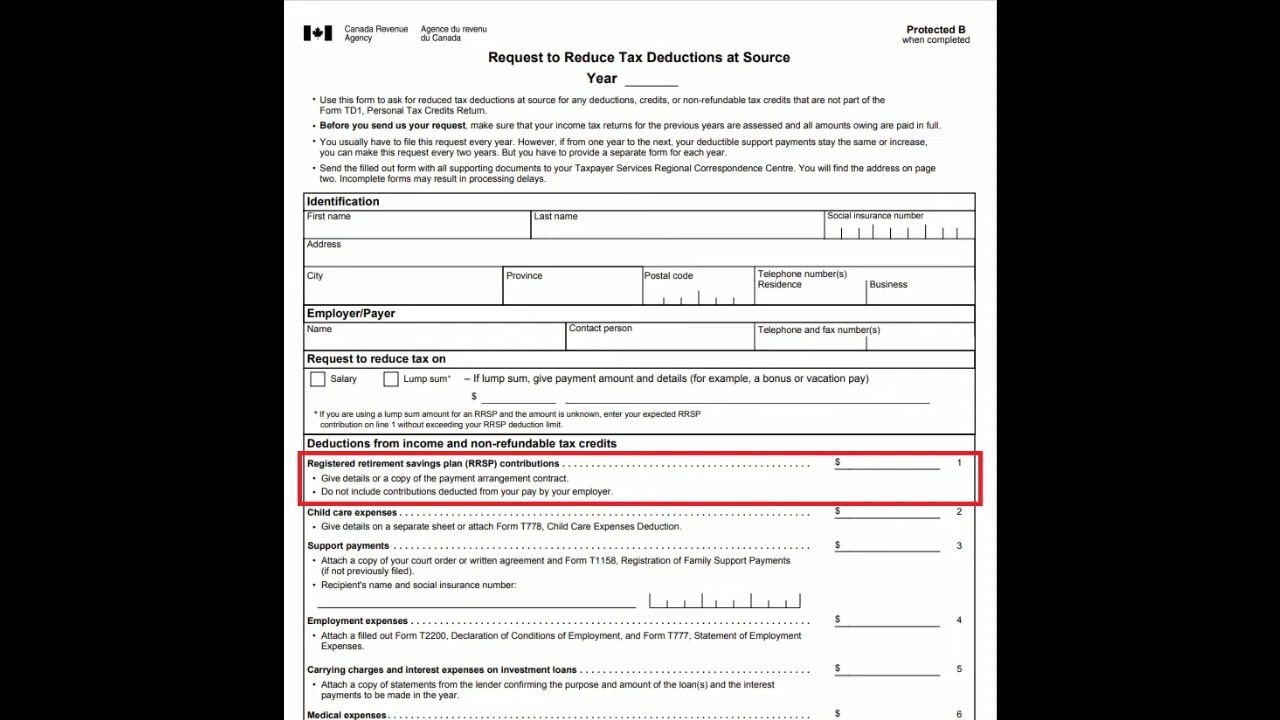 Canada Revenue Agence du revenu
Agency du Canada
Protected B
when completed
Request to Reduce Tax Deductions at Source
Year
• Use this form to ask for reduced tax deductions at source for any deductions, credits, or non-refundable tax credits that are not part of the
Form TD1, Personal Tax Credits Return.
• Before you send us your request, make sure that your income tax returns for the previous years are assessed and all amounts owing are paid in full.
• You usually have to file this request every year. However, if from one year to the next, your deductible support payments stay the same or increase,
you can make this request every two years. But you have to provide a separate form for each year.
• Send the filled out form with all supporting documents to your Taxpayer Services Regional Correspondence Centre. You will find the address on page
two. Incomplete forms may result in processing delays.
Identification
First name Last name Social insurance number
Address
City Province Postal code Telephone number(s)
Residence Business
Employer/Payer
Name Contact person Telephone and fax number(s)
Request to reduce tax on
Salary Lump sum* – If lump sum, give payment amount and details (for example, a bonus or vacation pay)
$
* If you are using a lump sum amount for an RRSP and the amount is unknown, enter your expected RRSP
contribution on line 1 without exceeding your RRSP deduction limit.
Deductions from income and non-refundable tax credits
Registered retirement savings plan (RRSP) contributions $ 1
• Give details or a copy of the payment arrangement contract.
• Do not include contributions deducted from your pay by your employer.
Child care expenses $ 2
• Give details on a separate sheet or attach Form T778, Child Care Expenses Deduction.
Support payments $ 3
• Attach a copy of your court order or written agreement and Form T1158, Registration of Family Support Payments
(if not previously filed).
• Recipient's name and social insurance number:
Employment expenses $ 4
• Attach a filled out Form T2200, Declaration of Conditions of Employment, and Form T777, Statement of Employment
Expenses.
Carrying charges and interest expenses on investment loans $ 5
• Attach a copy of statements from the lender confirming the purpose and amount of the loan(s) and the interest
payments to be made in the year.
Medical expenses $ 6